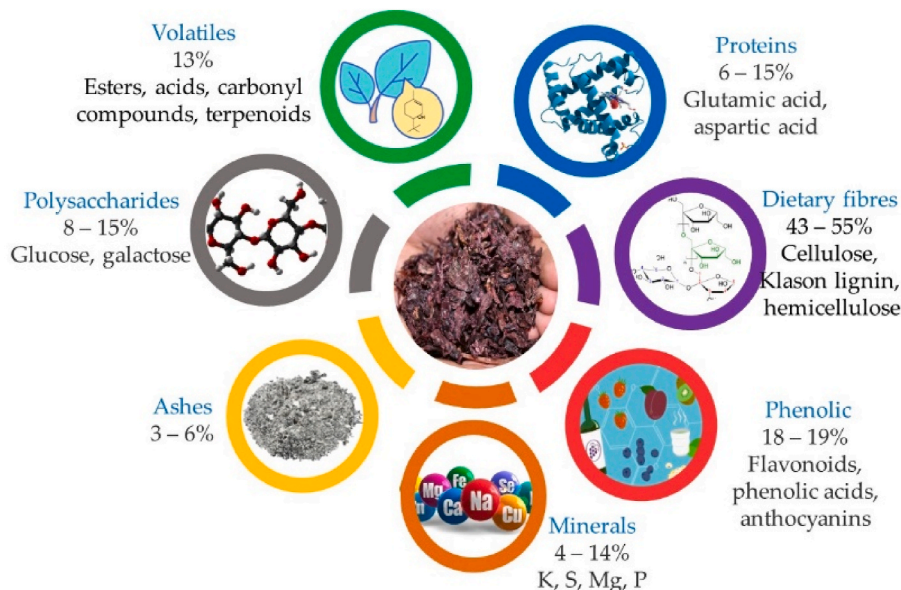 Volatiles
13%
Esters, acids, carbonyl
compounds, terpenoids
Proteins
6 – 15%
Glutamic acid,
aspartic acid
Polysaccharides
8 – 15%
Glucose, galactose
Dietary fibres
43 – 55%
Cellulose,
Klason lignin,
hemicellulose
Ashes
3 – 6%
Phenolic
18 – 19%
Flavonoids,
phenolic acids,
anthocyanins
Mg
Fe
Ca
Na
Se
Cu
Minerals
4 – 14%
K, S, Mg, P